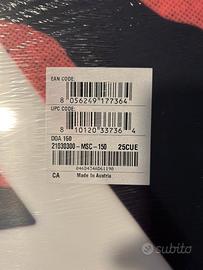 EAN CODE:
8 056249 177364
UPC CODE:
8 10120 33736 4
DOA 150
21030300-MSC-150 25CUE
CA Made in Austria
subito